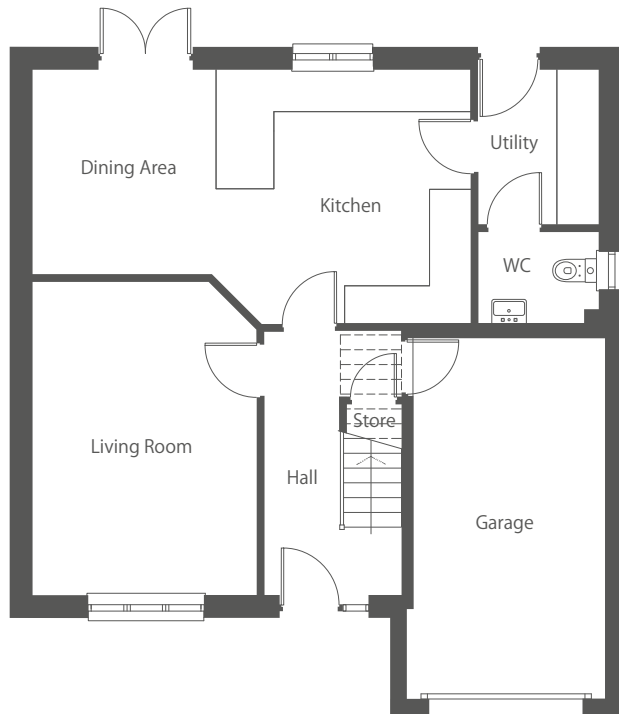 Utility
Dining Area
Kitchen
WC
Store
Living Room
Hall
Garage